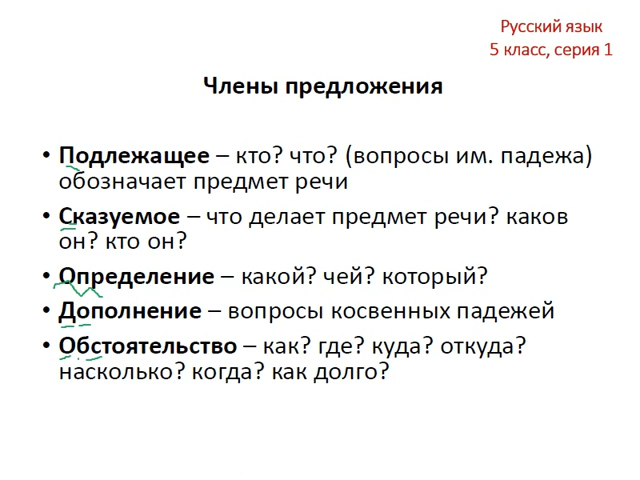 Русский язык
5 класс, серия 1
Члены предложения
• Подлежащее – кто? что? (вопросы им. падежа)
обозначает предмет речи
• Сказуемое – что делает предмет речи? каков
он? кто он?
• Определение – какой? чей? который?
• Дополнение – вопросы косвенных падежей
• Обстоятельство – как? где? куда? откуда?
насколько? когда? как долго?